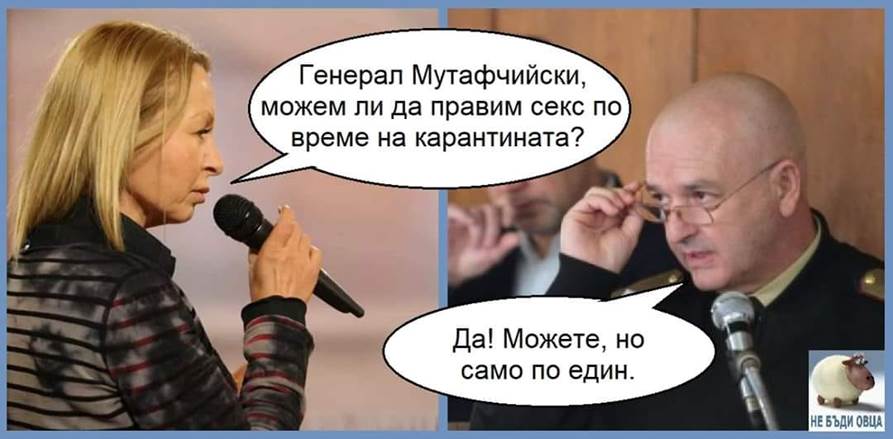 Генерал Мутафчийски,
можем ли да правим секс по
време на карантината?
Да! Можете, но
само по един.
НЕ БЪДИ ОВЦА